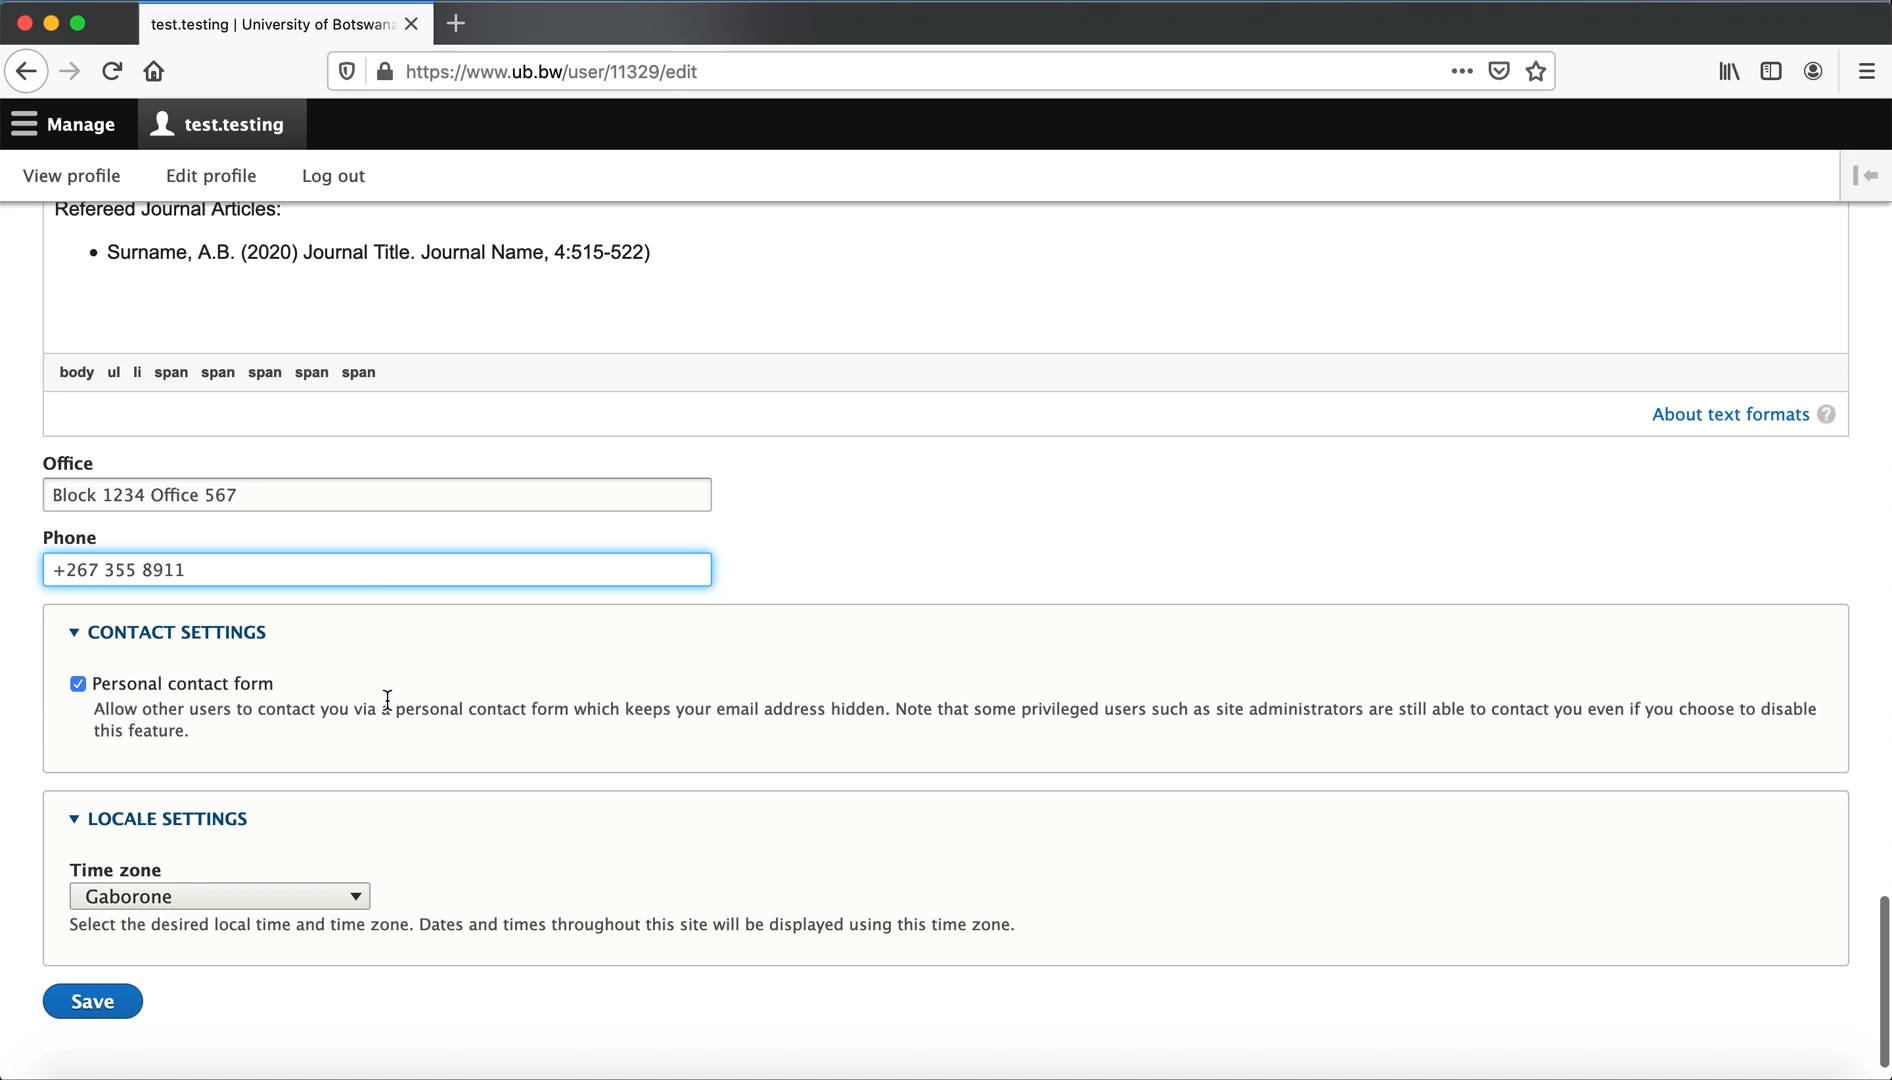 test.testing | University of Botswana
https://www.ub.bw/user/11329/edit
Manage
test.testing
View profile
Edit profile
Log out
Refereed Journal Articles:
• Surname, A.B. (2020) Journal Title. Journal Name, 4:515-522)
body ul li span span span span span
About text formats ?
Office
Block 1234 Office 567
Phone
+267 355 8911
CONTACT SETTINGS
Personal contact form
Allow other users to contact you via a personal contact form which keeps your email address hidden. Note that some privileged users such as site administrators are still able to contact you even if you choose to disable
this feature.
LOCALE SETTINGS
Time zone
Gaborone
Select the desired local time and time zone. Dates and times throughout this site will be displayed using this time zone.
Save